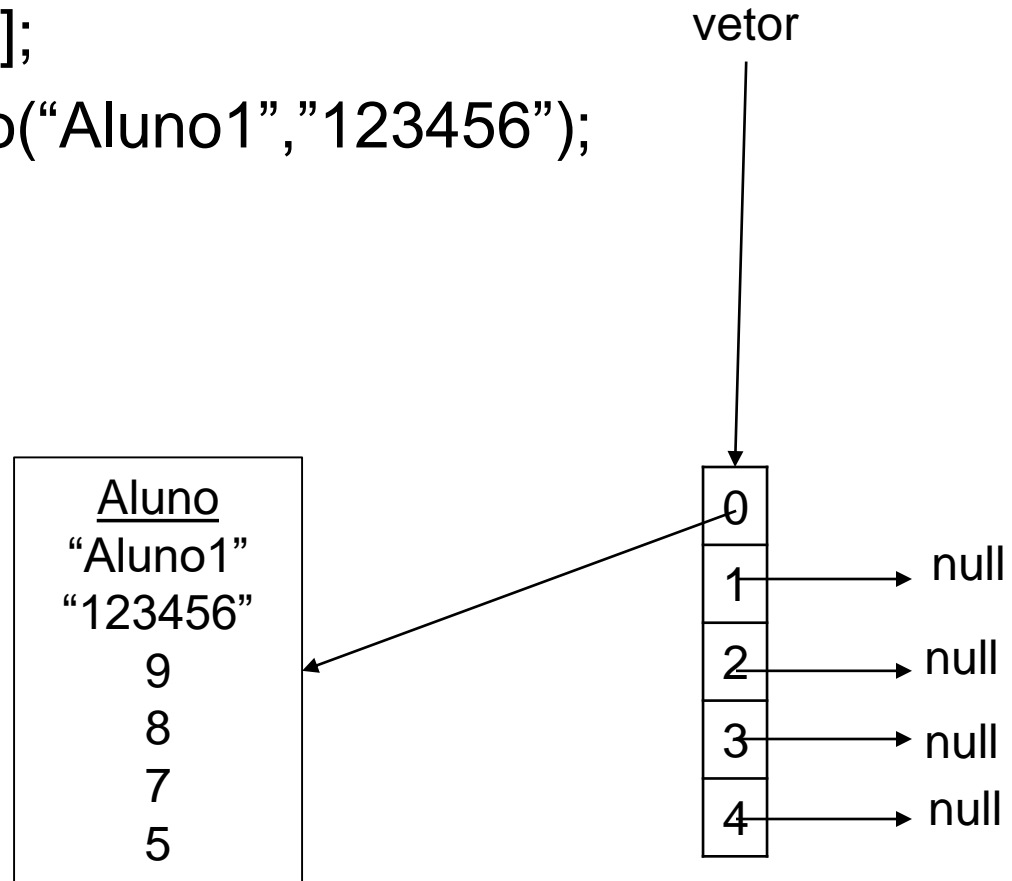 ];
o(“Aluno1”,”123456”);
vetor
Aluno
“Aluno1”
“123456”
9
8
7
5
0
1
2
3
4
null
null
null
null